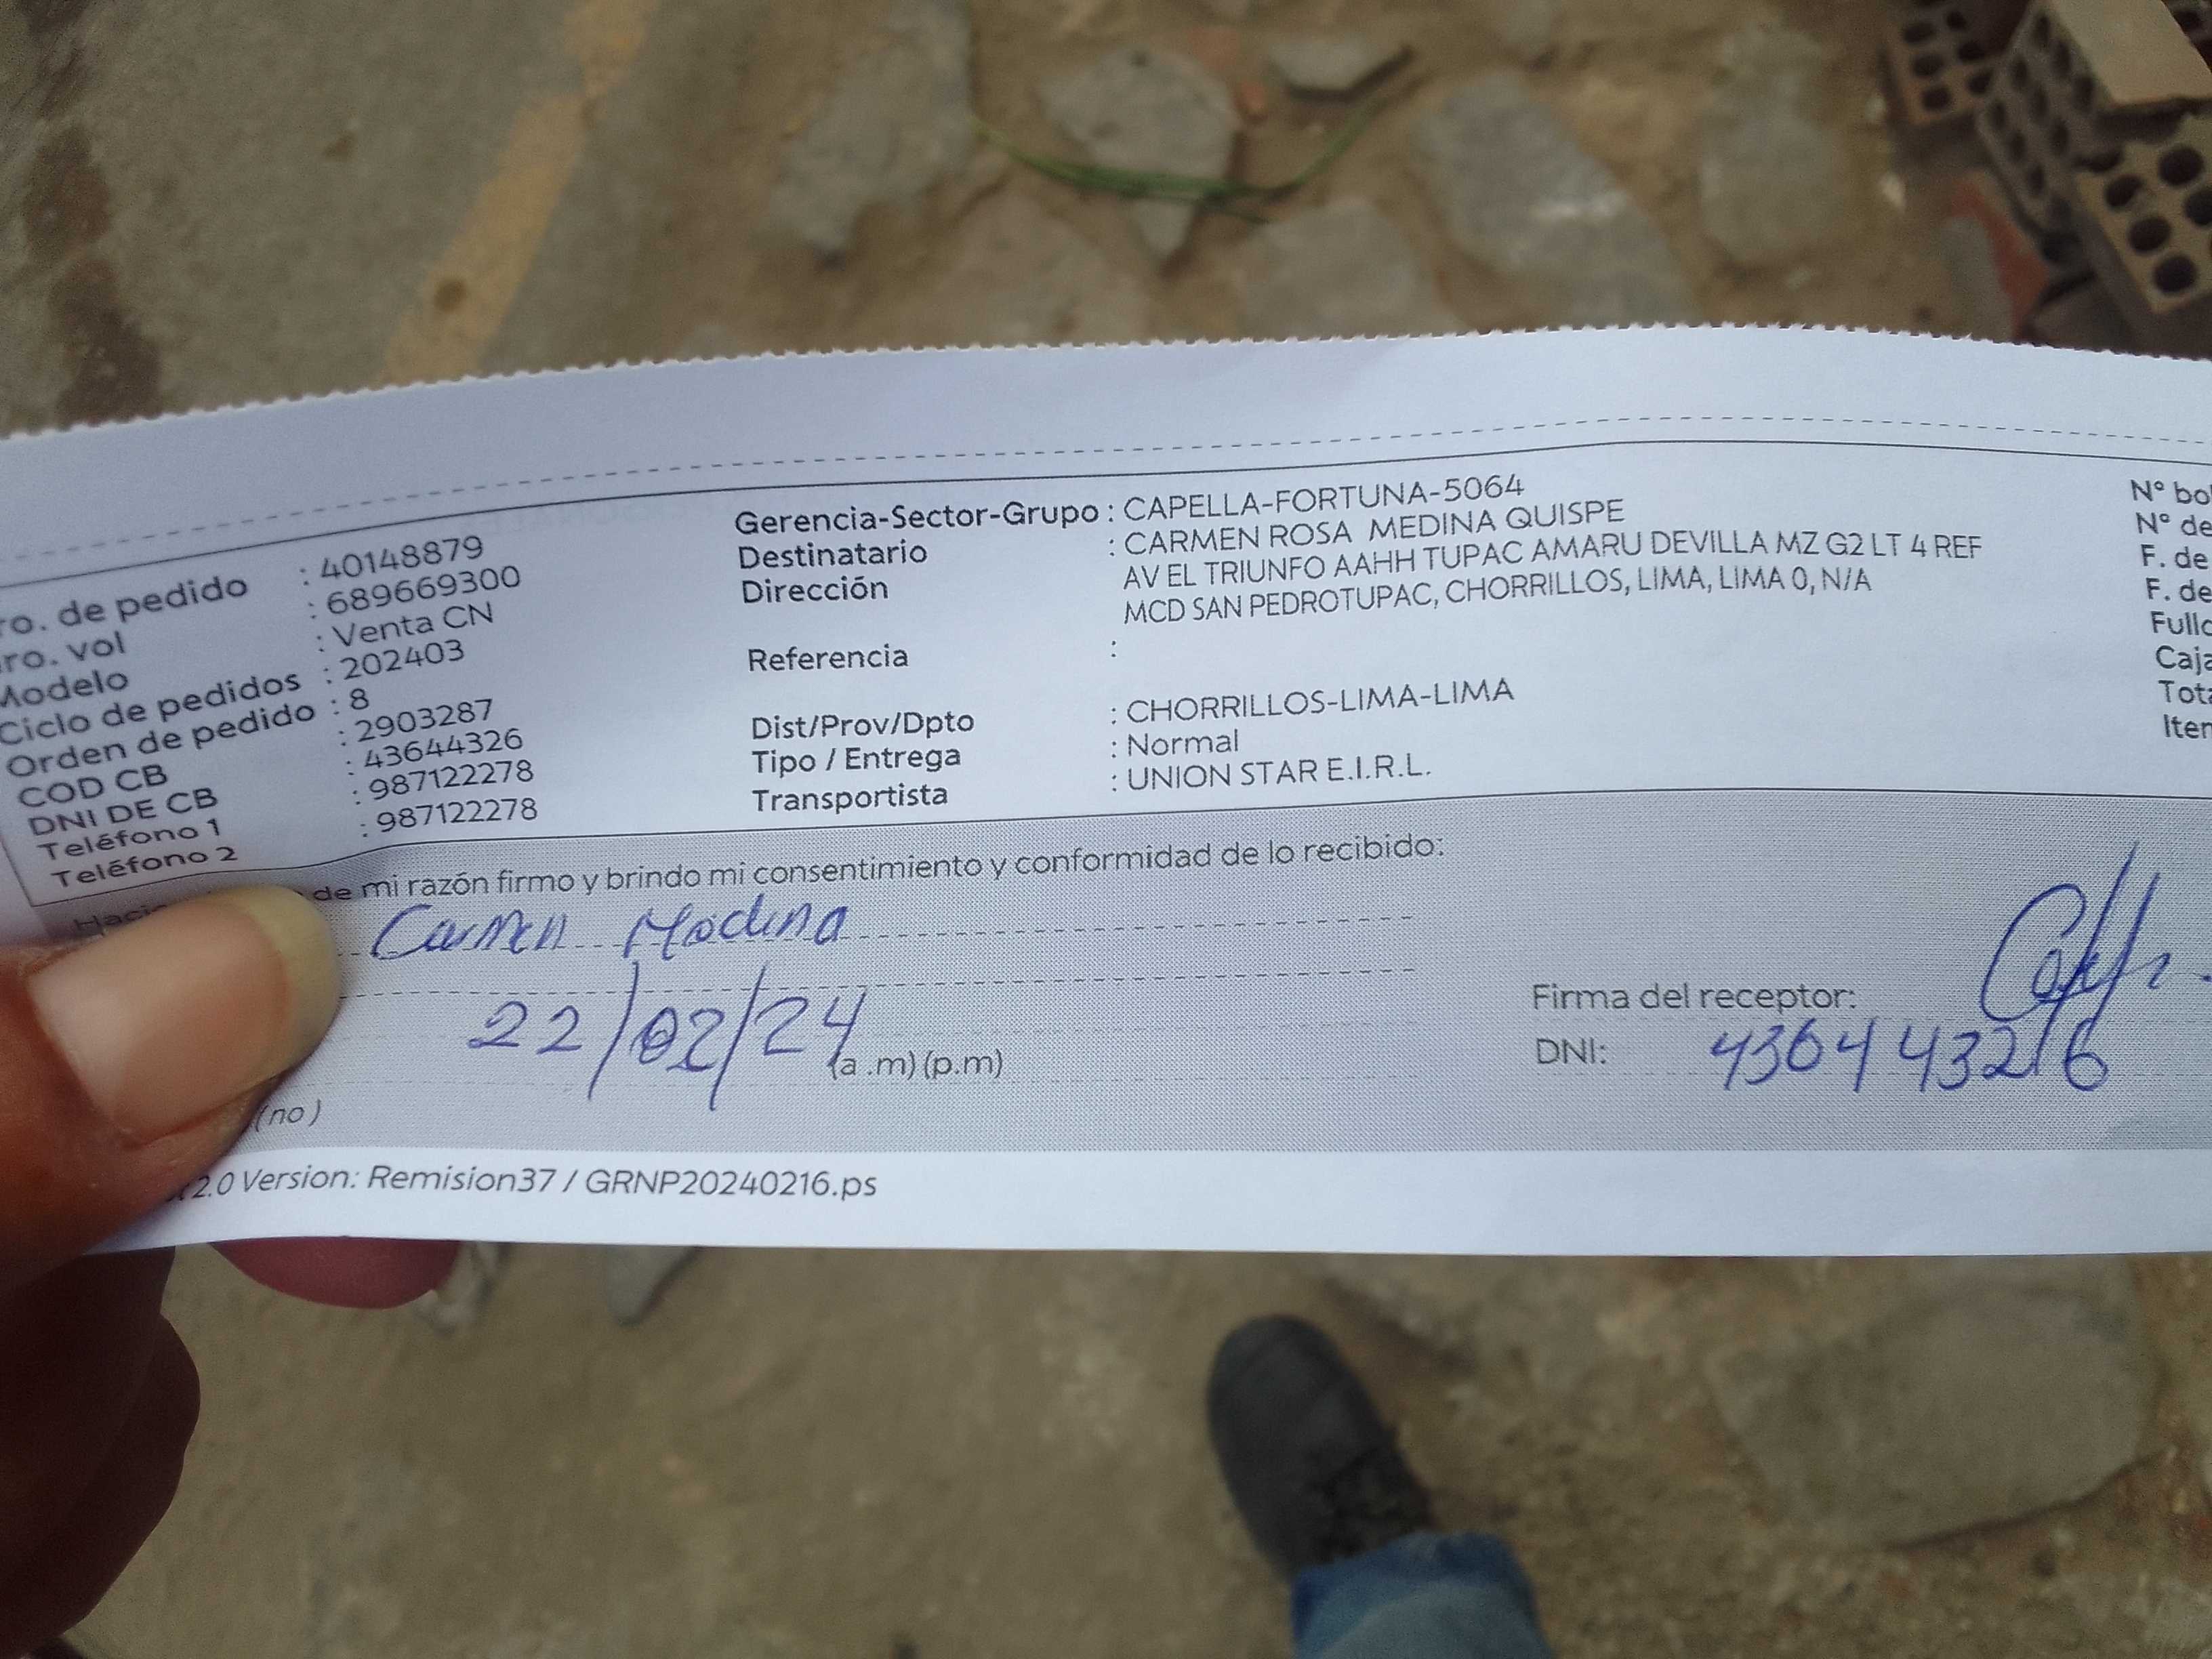 ro. de pedido : 40148879
ro. vol : 689669300
Modelo : Venta CN
Ciclo de pedidos : 202403
Orden de pedido : 8
COD CB : 2903287
DNI DE CB : 43644326
Teléfono 1 : 987122278
Teléfono 2 : 987122278
Gerencia-Sector-Grupo : CAPELLA-FORTUNA-5064
Destinatario : CARMEN ROSA MEDINA QUISPE
Dirección AV EL TRIUNFO AAHH TUPAC AMARU DEVILLA MZ G2 LT 4 REF
MCD SAN PEDROTUPAC, CHORRILLOS, LIMA, LIMA 0, N/A
Referencia :
Dist/Prov/Dpto : CHORRILLOS-LIMA-LIMA
Tipo / Entrega : Normal
Transportista : UNION STAR E.I.R.L.
N° bol
N° de
F. de
F. de
Fullc
Caja
Tota
Iten
Hacie de mi razón firmo y brindo mi consentimiento y conformidad de lo recibido:
Carmen Medina
22/02/24 (a .m) (p.m)
Firma del receptor:
DNI: 43644326
(no)
2.0 Version: Remision37 / GRNP20240216.ps